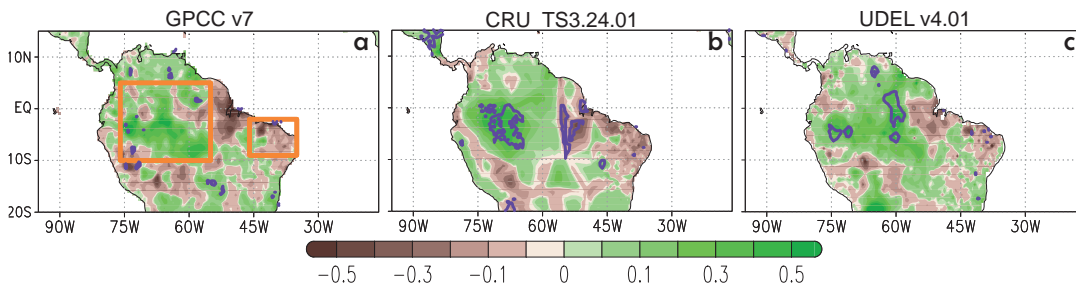 GPCC v7
CRU TS3.24.01
UDEL v4.01
a
b
c
10N
EQ
10S
20S
90W 75W 60W 45W 30W
90W 75W 60W 45W 30W
90W 75W 60W 45W 30W
-0.5 -0.3 -0.1 0 0.1 0.3 0.5